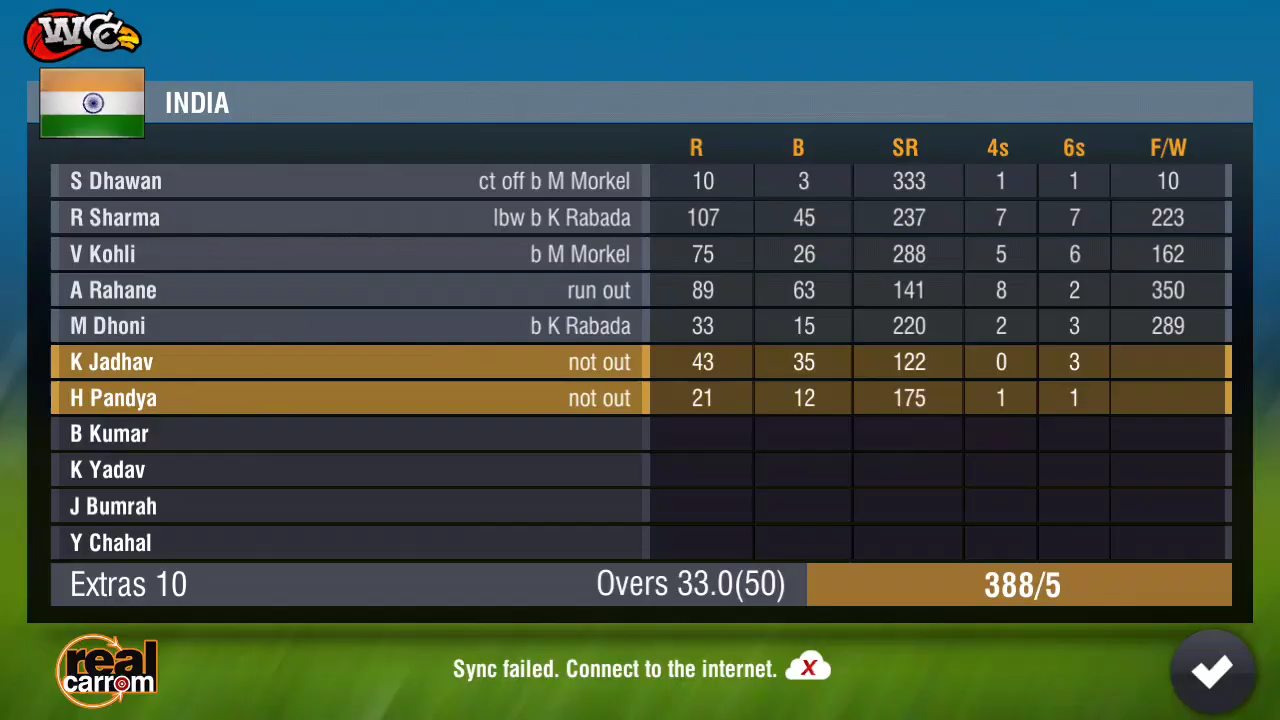 WCC
INDIA
R B SR 4s 6s F/W
S Dhawan ct off b M Morkel 10 3 333 1 1 10
R Sharma lbw b K Rabada 107 45 237 7 7 223
V Kohli b M Morkel 75 26 288 5 6 162
A Rahane run out 89 63 141 8 2 350
M Dhoni b K Rabada 33 15 220 2 3 289
K Jadhav not out 43 35 122 0 3
H Pandya not out 21 12 175 1 1
B Kumar
K Yadav
J Bumrah
Y Chahal
Extras 10 Overs 33.0(50) 388/5
real
carrom
Sync failed. Connect to the internet. X